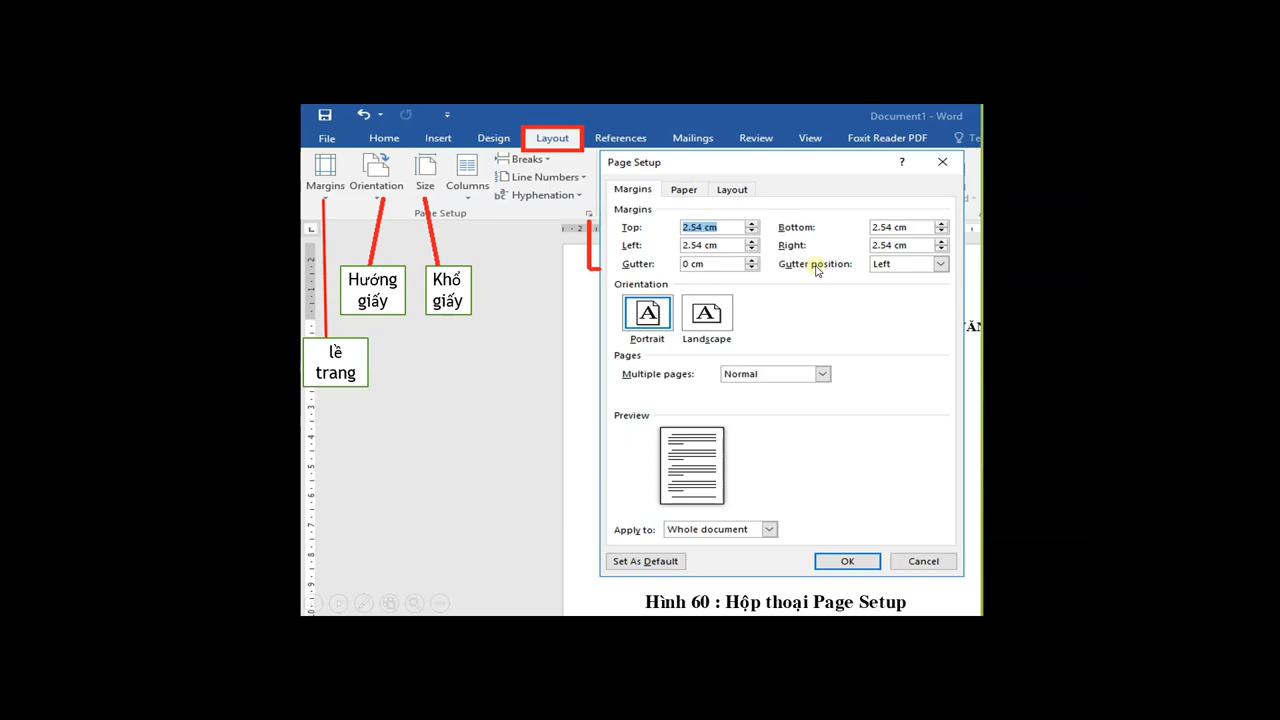 Document1 - Word
File Home Insert Design Layout References Mailings Review View Foxit Reader PDF
Margins Orientation Size Columns
Breaks
Line Numbers
Hyphenation
Page Setup
Hướng
giấy
Khổ
giấy
lề
trang
Page Setup ? ×
Margins Paper Layout
Margins
Top: 2.54 cm Bottom: 2.54 cm
Left: 2.54 cm Right: 2.54 cm
Gutter: 0 cm Gutter position: Left
Orientation
Portrait Landscape
Pages
Multiple pages: Normal
Preview
Apply to: Whole document
Set As Default OK Cancel
Hình 60 : Hộp thoại Page Setup